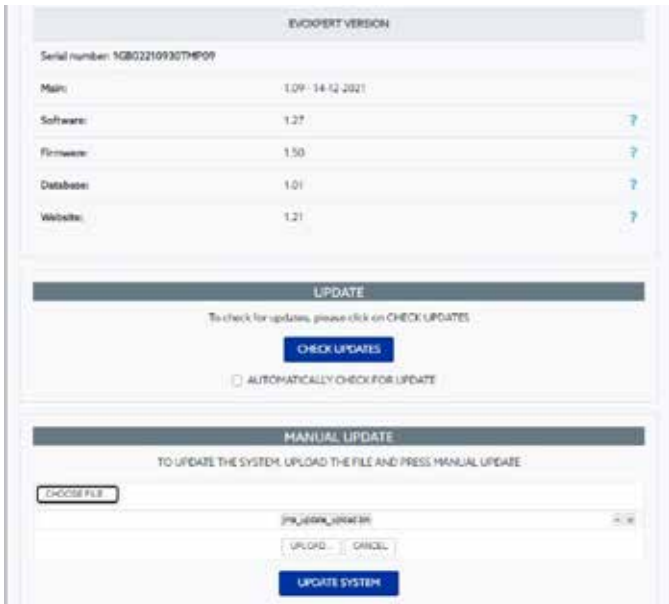 EVOXPERT VERSION
Serial number: 1GB02210930TMP09
Main: 1.09 - 14-12-2021
Software: 1.27 ?
Firmware: 1.50 ?
Database: 1.01 ?
Website: 1.21 ?
UPDATE
To check for updates, please click on CHECK UPDATES
CHECK UPDATES
AUTOMATICALLY CHECK FOR UPDATE
MANUAL UPDATE
TO UPDATE THE SYSTEM, UPLOAD THE FILE AND PRESS MANUAL UPDATE
CHOOSE FILE
UPLOAD... CANCEL
UPDATE SYSTEM